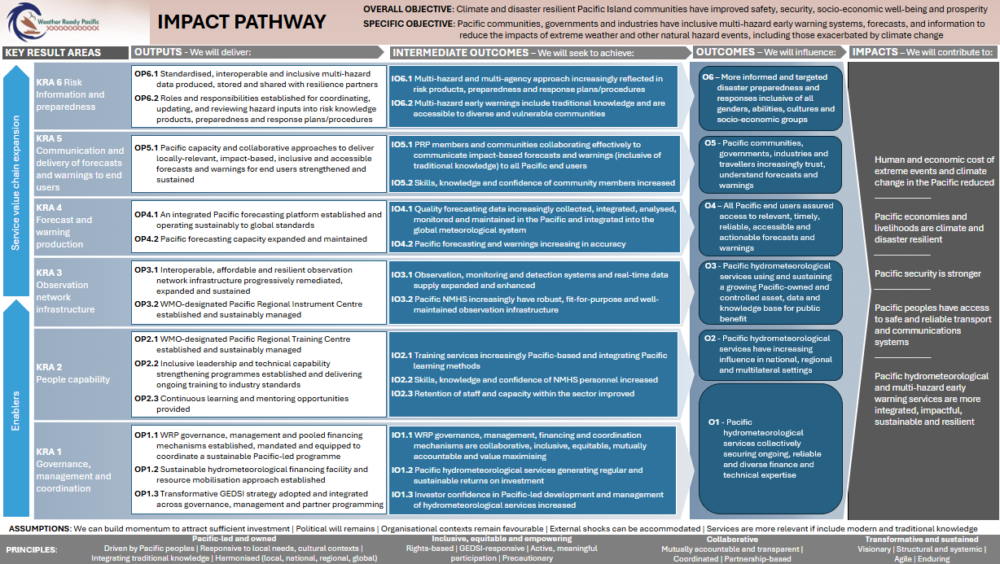 Weather Ready Pacific
IMPACT PATHWAY
OVERALL OBJECTIVE: Climate and disaster resilient Pacific Island communities have improved safety, security, socio-economic well-being and prosperity
SPECIFIC OBJECTIVE: Pacific communities, governments and industries have inclusive multi-hazard early warning systems, forecasts, and information to
reduce the impacts of extreme weather and other natural hazard events, including those exacerbated by climate change
KEY RESULT AREAS
OUTPUTS - We will deliver:
INTERMEDIATE OUTCOMES – We will seek to achieve:
OUTCOMES – We will influence:
IMPACTS – We will contribute to:
Service value chain expansion
KRA 6 Risk
Information and
preparedness
OP6.1 Standardised, interoperable and inclusive multi-hazard
data produced, stored and shared with resilience partners
OP6.2 Roles and responsibilities established for coordinating,
updating, and reviewing hazard inputs into risk knowledge
products, preparedness and response plans/procedures
IO6.1 Multi-hazard and multi-agency approach increasingly reflected in
risk products, preparedness and response plans/procedures
IO6.2 Multi-hazard early warnings include traditional knowledge and are
accessible to diverse and vulnerable communities
O6 – More informed and targeted
disaster preparedness and
responses inclusive of all
genders, abilities, cultures and
socio-economic groups
KRA 5
Communication and
delivery of forecasts
and warnings to end
users
OP5.1 Pacific capacity and collaborative approaches to deliver
locally-relevant, impact-based, inclusive and accessible
forecasts and warnings for end users strengthened and
sustained
IO5.1 PRP members and communities collaborating effectively to
communicate impact-based forecasts and warnings (inclusive of
traditional knowledge) to all Pacific end users
IO5.2 Skills, knowledge and confidence of community members increased
O5 - Pacific communities,
governments, industries and
travellers increasingly trust,
understand forecasts and
warnings
KRA 4
Forecast and
warning
production
OP4.1 An integrated Pacific forecasting platform established and
operating sustainably to global standards
OP4.2 Pacific forecasting capacity expanded and maintained
IO4.1 Quality forecasting data increasingly collected, integrated, analysed,
monitored and maintained in the Pacific and integrated into the
global meteorological system
IO4.2 Pacific forecasting and warnings increasing in accuracy
O4 – All Pacific end users assured
access to relevant, timely,
reliable, accessible and
actionable forecasts and
warnings
KRA 3
Observation
network
infrastructure
OP3.1 Interoperable, affordable and resilient observation
network infrastructure progressively remediated,
expanded and sustained
OP3.2 WMO-designated Pacific Regional Instrument Centre
established and sustainably managed
IO3.1 Observation, monitoring and detection systems and real-time data
supply expanded and enhanced
IO3.2 Pacific NMHS increasingly have robust, fit-for-purpose and well-
maintained observation infrastructure
O3 - Pacific hydrometeorological
services using and sustaining
a growing Pacific-owned and
controlled asset, data and
knowledge base for public
benefit
Enablers
KRA 2
People capability
OP2.1 WMO-designated Pacific Regional Training Centre
established and sustainably managed
OP2.2 Inclusive leadership and technical capability
strengthening programmes established and delivering
ongoing training to industry standards
OP2.3 Continuous learning and mentoring opportunities
provided
IO2.1 Training services increasingly Pacific-based and integrating Pacific
learning methods
IO2.2 Skills, knowledge and confidence of NMHS personnel increased
IO2.3 Retention of staff and capacity within the sector improved
O2 - Pacific hydrometeorological
services have increasing
influence in national, regional
and multilateral settings
KRA 1
Governance,
management and
coordination
OP1.1 WRP governance, management and pooled financing
mechanisms established, mandated and equipped to
coordinate a sustainable Pacific-led programme
OP1.2 Sustainable hydrometeorological financing facility and
resource mobilisation approach established
OP1.3 Transformative GEDSI strategy adopted and integrated
across governance, management and partner programming
IO1.1 WRP governance, management, financing and coordination
mechanisms are collaborative, inclusive, equitable, mutually
accountable and value maximising
IO1.2 Pacific hydrometeorological services generating regular and
sustainable returns on investment
IO1.3 Investor confidence in Pacific-led development and management
of hydrometeorological services increased
O1 - Pacific
hydrometeorological
services collectively
securing ongoing, reliable
and diverse finance and
technical expertise
Human and economic cost of
extreme events and climate
change in the Pacific reduced
Pacific economies and
livelihoods are climate and
disaster resilient
Pacific security is stronger
Pacific peoples have access
to safe and reliable transport
and communications
systems
Pacific hydrometeorological
and multi-hazard early
warning services are more
integrated, impactful,
sustainable and resilient
ASSUMPTIONS: We can build momentum to attract sufficient investment | Political will remains | Organisational contexts remain favourable | External shocks can be accommodated | Services are more relevant if include modern and traditional knowledge
PRINCIPLES:
Pacific-led and owned
Driven by Pacific peoples | Responsive to local needs, cultural contexts |
Integrating traditional knowledge | Harmonised (local, national, regional, global)
Inclusive, equitable and empowering
Rights-based | GEDSI-responsive | Active, meaningful
participation | Precautionary
Collaborative
Mutually accountable and transparent |
Coordinated | Partnership-based
Transformative and sustained
Visionary | Structural and systemic |
Agile | Enduring